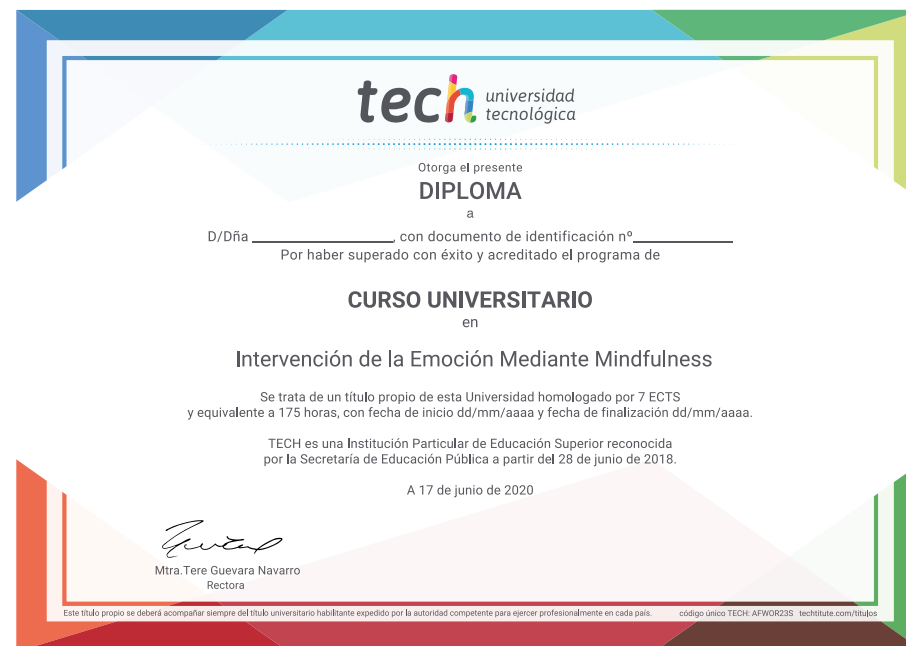 tech universidad
tecnológica
Otorga el presente
DIPLOMA
a
D/Dña ____________________, con documento de identificación nº______________
Por haber superado con éxito y acreditado el programa de
CURSO UNIVERSITARIO
en
Intervención de la Emoción Mediante Mindfulness
Se trata de un título propio de esta Universidad homologado por 7 ECTS
y equivalente a 175 horas, con fecha de inicio dd/mm/aaaa y fecha de finalización dd/mm/aaaa.
TECH es una Institución Particular de Educación Superior reconocida
por la Secretaría de Educación Pública a partir del 28 de junio de 2018.
A 17 de junio de 2020
Mtra.Tere Guevara Navarro
Rectora
Este título propio se deberá acompañar siempre del título universitario habilitante expedido por la autoridad competente para ejercer profesionalmente en cada país. código único TECH: AFWOR23S techtitute.com/titulos